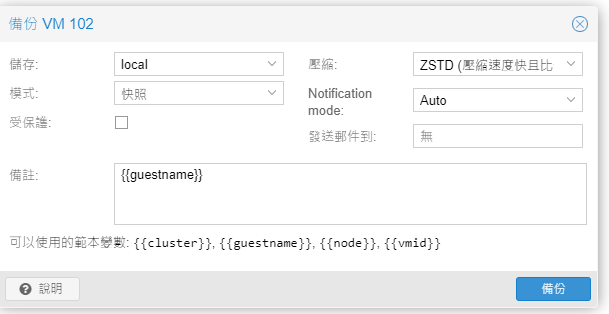 備份 VM 102
儲存: local
壓縮: ZSTD (壓縮速度快且比
模式: 快照
Notification mode: Auto
受保護:
發送郵件到: 無
備註: {{guestname}}
可以使用的範本變數: {{cluster}}, {{guestname}}, {{node}}, {{vmid}}
說明
備份